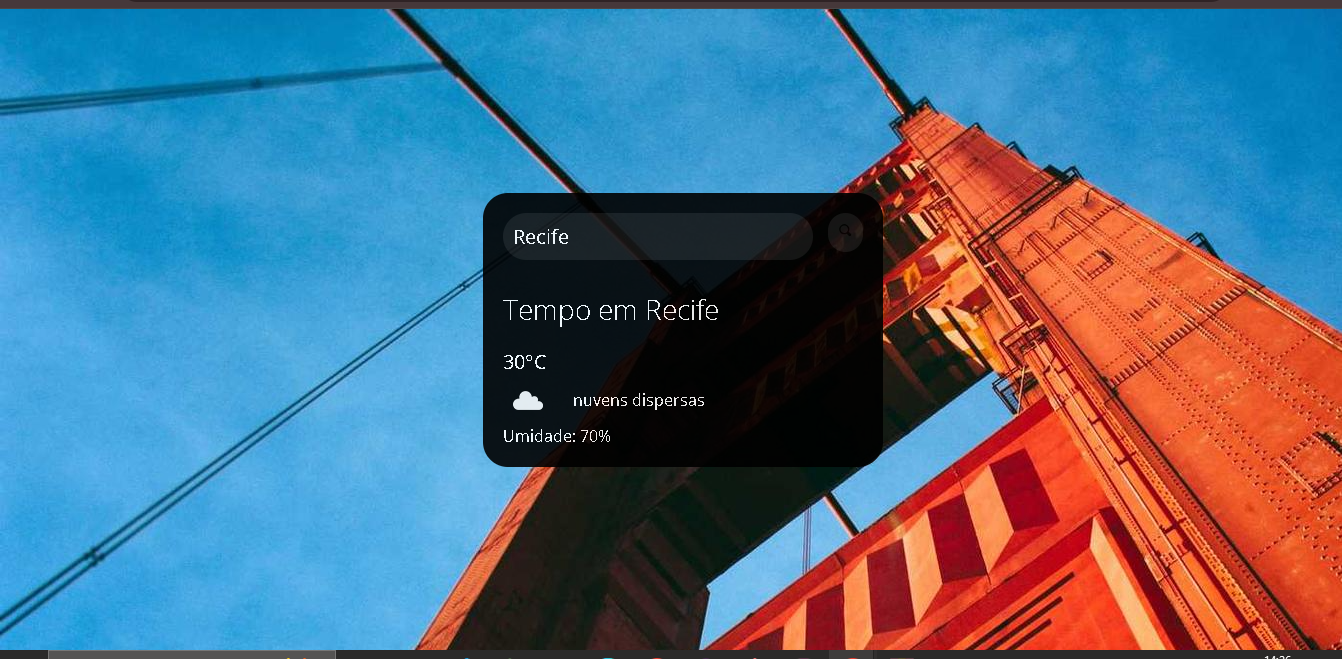 Recife
Tempo em Recife
30°C
nuvens dispersas
Umidade: 70%